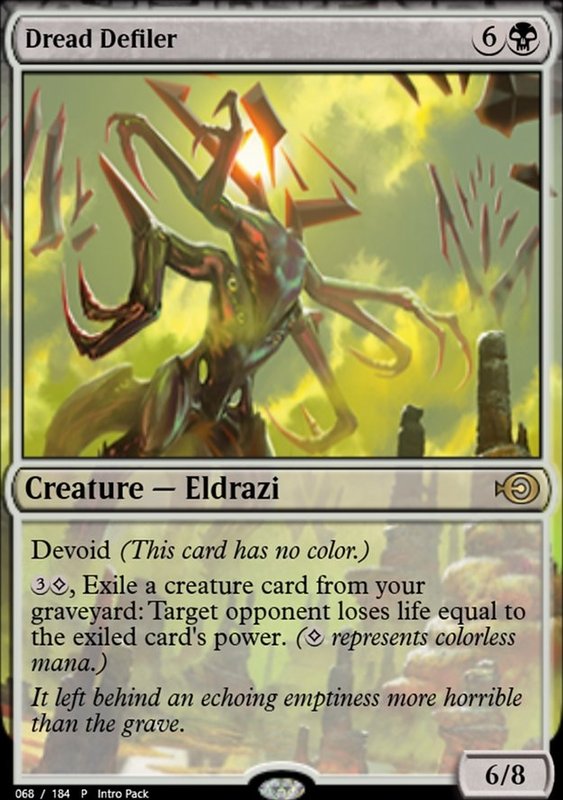 Dread Defiler 6
Creature — Eldrazi
Devoid (This card has no color.)
3, Exile a creature card from your
graveyard: Target opponent loses life equal to
the exiled card's power. ( represents colorless
mana.)
It left behind an echoing emptiness more horrible
than the grave.
6/8
068 / 184 P Intro Pack